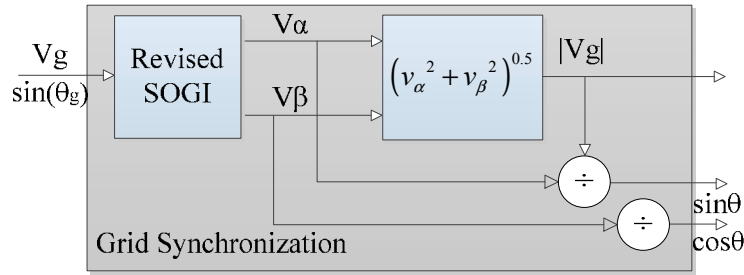 Vg
sin(θg)
Revised
SOGI
Vα
Vβ
(vα² + vβ²)^0.5
|Vg|
÷
÷
sinθ
cosθ
Grid Synchronization